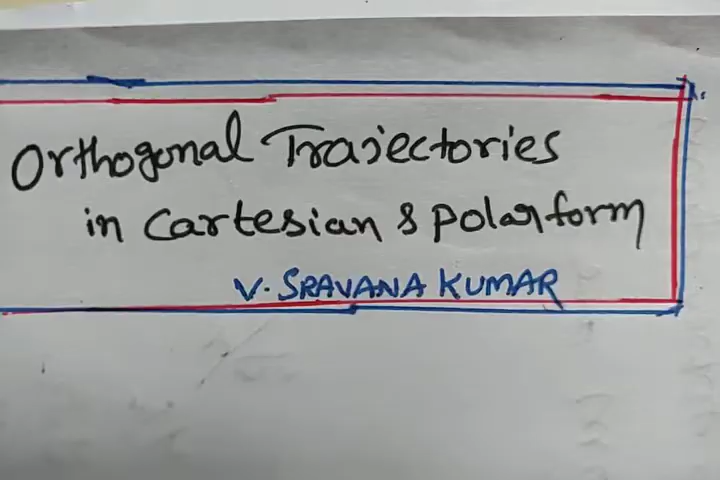 Orthogonal Trajectories
in Cartesian & Polar form
V. SRAVANA KUMAR